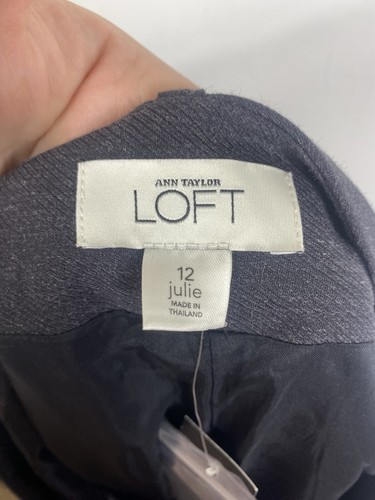 ANN TAYLOR
LOFT
12
julie
MADE IN
THAILAND